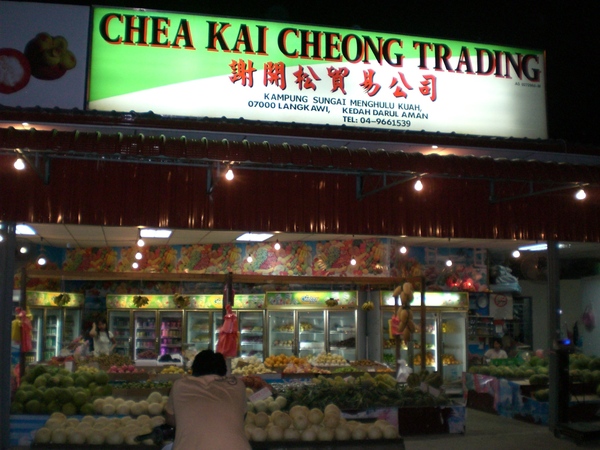 CHEA KAI CHEONG TRADING
謝開松貿易公司
KAMPUNG SUNGAI MENGHULU KUAH,
07000 LANGKAWI, KEDAH DARUL AMAN
TEL: 04-9661539